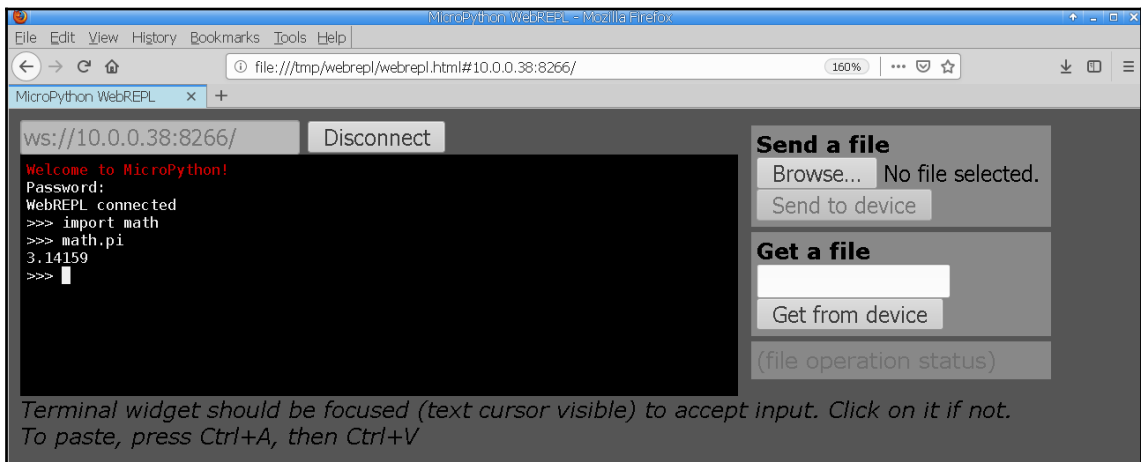 MicroPython WebREPL - Mozilla Firefox
File Edit View History Bookmarks Tools Help
file:///tmp/webrepl/webrepl.html#10.0.0.38:8266/ 160%
MicroPython WebREPL
ws://10.0.0.38:8266/ Disconnect
Welcome to MicroPython!
Password:
WebREPL connected
>>> import math
>>> math.pi
3.14159
>>>
Send a file
Browse... No file selected.
Send to device
Get a file
Get from device
(file operation status)
Terminal widget should be focused (text cursor visible) to accept input. Click on it if not.
To paste, press Ctrl+A, then Ctrl+V